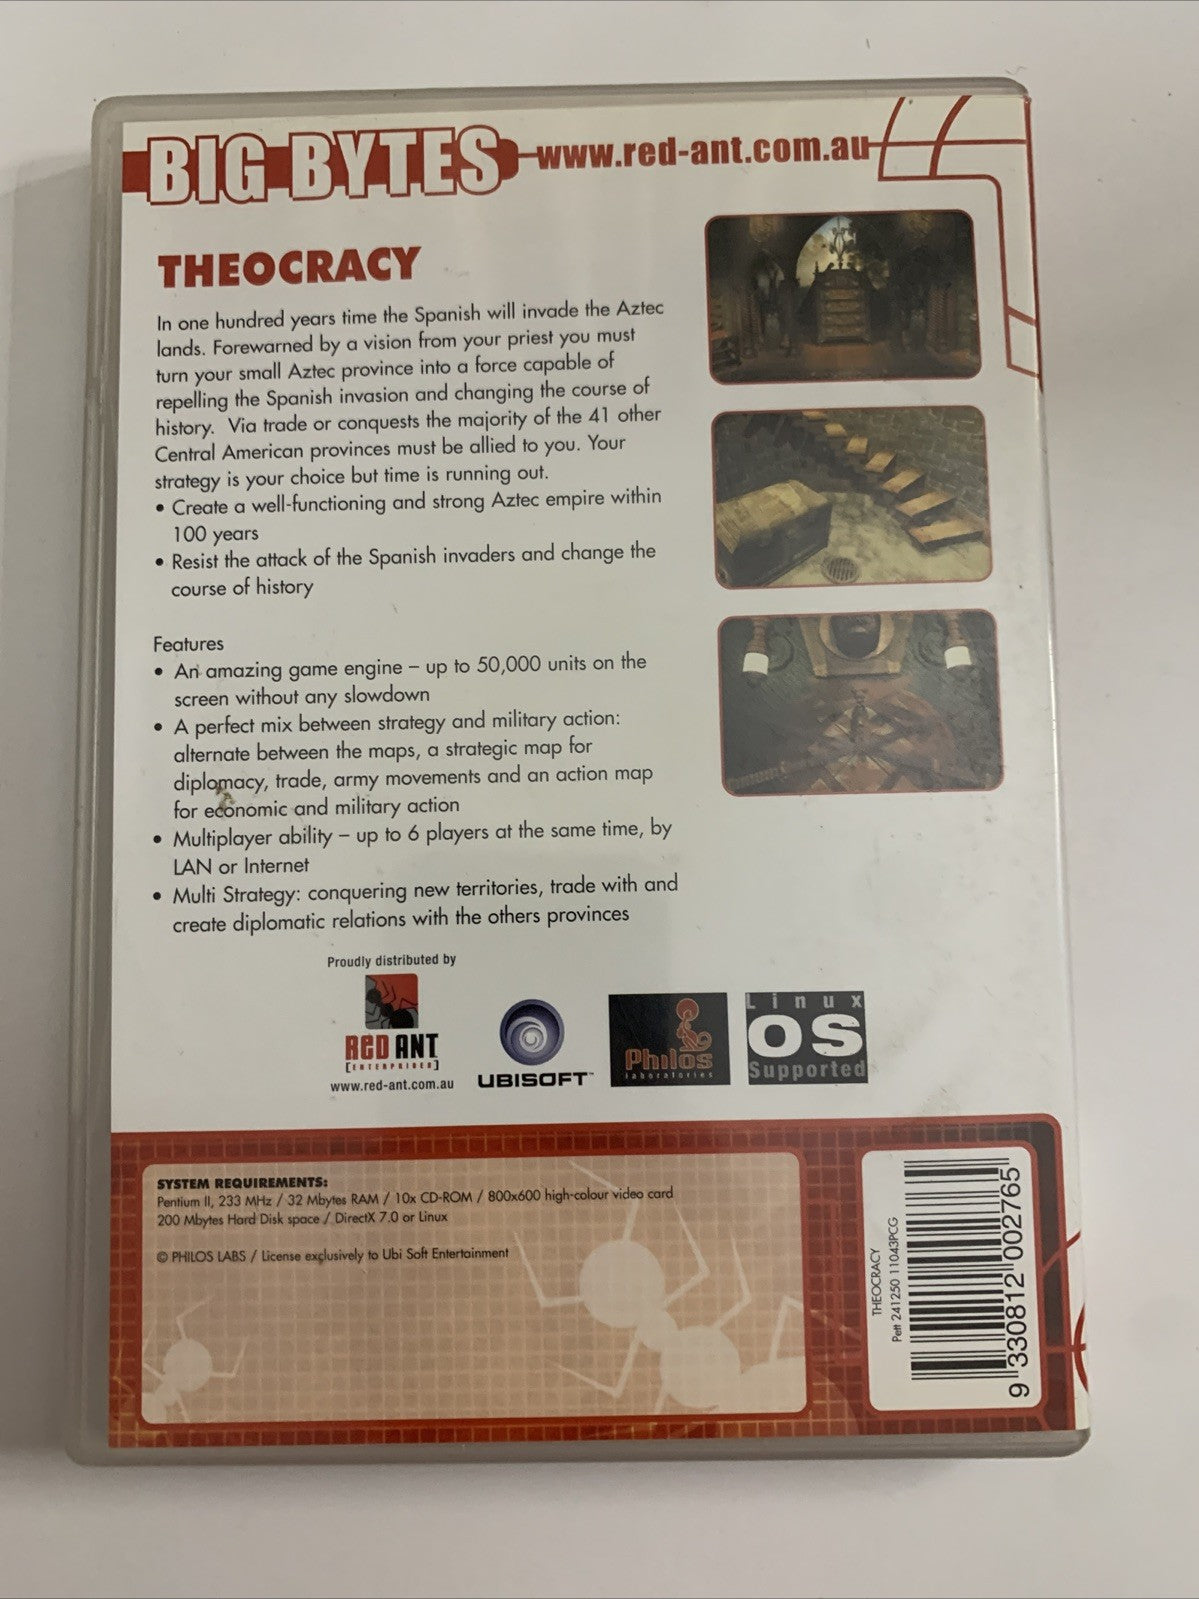 BIG BYTES www.red-ant.com.au
THEOCRACY
In one hundred years time the Spanish will invade the Aztec
lands. Forewarned by a vision from your priest you must
turn your small Aztec province into a force capable of
repelling the Spanish invasion and changing the course of
history. Via trade or conquests the majority of the 41 other
Central American provinces must be allied to you. Your
strategy is your choice but time is running out.
• Create a well-functioning and strong Aztec empire within
100 years
• Resist the attack of the Spanish invaders and change the
course of history
Features
• An amazing game engine – up to 50,000 units on the
screen without any slowdown
• A perfect mix between strategy and military action:
alternate between the maps, a strategic map for
diplomacy, trade, army movements and an action map
for economic and military action
• Multiplayer ability – up to 6 players at the same time, by
LAN or Internet
• Multi Strategy: conquering new territories, trade with and
create diplomatic relations with the others provinces
Proudly distributed by
RED ANT
[ENTERPRISES]
www.red-ant.com.au
UBISOFT™
Philos
laboratories
Linux
OS
Supported
SYSTEM REQUIREMENTS:
Pentium II, 233 MHz / 32 Mbytes RAM / 10x CD-ROM / 800x600 high-colour video card
200 Mbytes Hard Disk space / DirectX 7.0 or Linux
© PHILOS LABS / License exclusively to Ubi Soft Entertainment
THEOCRACY
Pett 241250 11043PCG
9 330812 002765